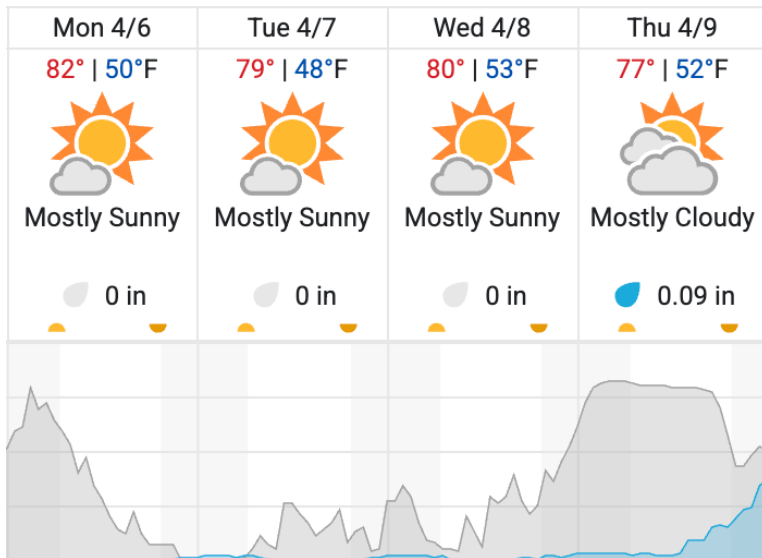 Mon 4/6
Tue 4/7
Wed 4/8
Thu 4/9
82° | 50°F
79° | 48°F
80° | 53°F
77° | 52°F
Mostly Sunny
Mostly Sunny
Mostly Sunny
Mostly Cloudy
0 in
0 in
0 in
0.09 in